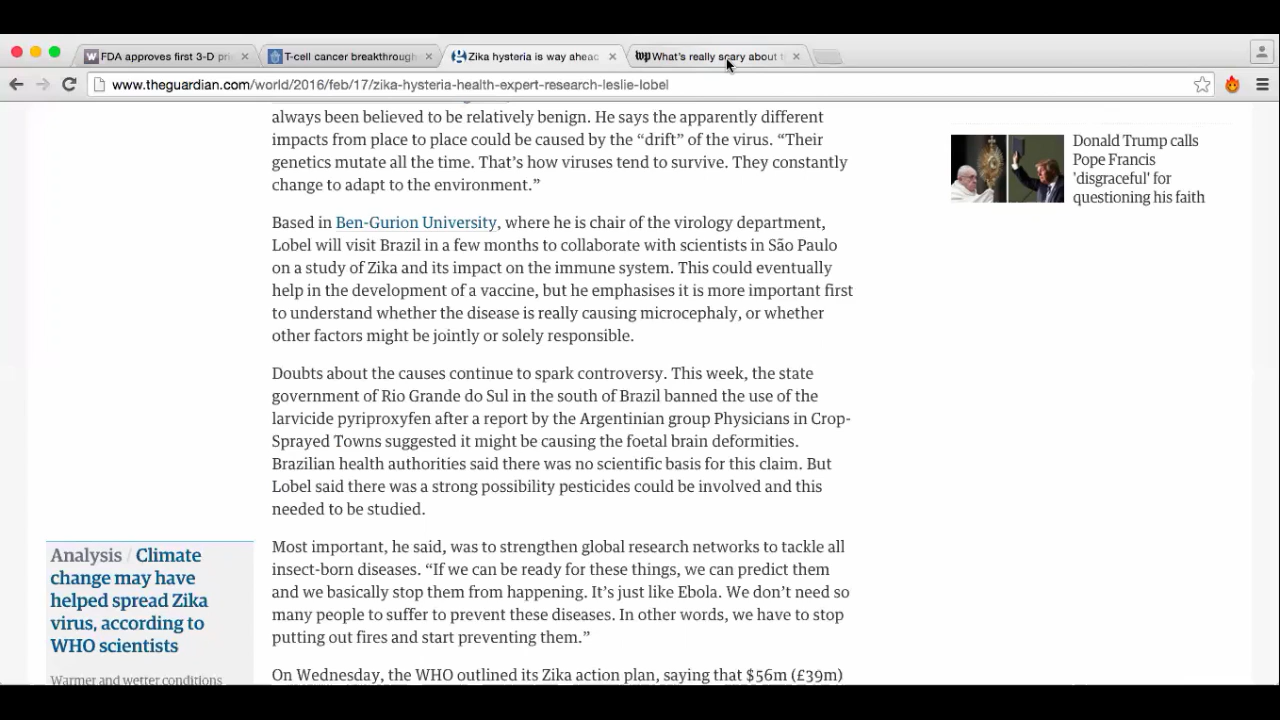 FDA approves first 3-D pri
T-cell cancer breakthrough
Zika hysteria is way ahead
wp What's really scary about t
www.theguardian.com/world/2016/feb/17/zika-hysteria-health-expert-research-leslie-lobel
always been believed to be relatively benign. He says the apparently different
impacts from place to place could be caused by the “drift” of the virus. “Their
genetics mutate all the time. That’s how viruses tend to survive. They constantly
change to adapt to the environment.”
Based in Ben-Gurion University, where he is chair of the virology department,
Lobel will visit Brazil in a few months to collaborate with scientists in São Paulo
on a study of Zika and its impact on the immune system. This could eventually
help in the development of a vaccine, but he emphasises it is more important first
to understand whether the disease is really causing microcephaly, or whether
other factors might be jointly or solely responsible.
Doubts about the causes continue to spark controversy. This week, the state
government of Rio Grande do Sul in the south of Brazil banned the use of the
larvicide pyriproxyfen after a report by the Argentinian group Physicians in Crop-
Sprayed Towns suggested it might be causing the foetal brain deformities.
Brazilian health authorities said there was no scientific basis for this claim. But
Lobel said there was a strong possibility pesticides could be involved and this
needed to be studied.
Most important, he said, was to strengthen global research networks to tackle all
insect-born diseases. “If we can be ready for these things, we can predict them
and we basically stop them from happening. It’s just like Ebola. We don’t need so
many people to suffer to prevent these diseases. In other words, we have to stop
putting out fires and start preventing them.”
On Wednesday, the WHO outlined its Zika action plan, saying that $56m (£39m)
Analysis / Climate
change may have
helped spread Zika
virus, according to
WHO scientists
Warmer and wetter conditions
Donald Trump calls
Pope Francis
'disgraceful' for
questioning his faith